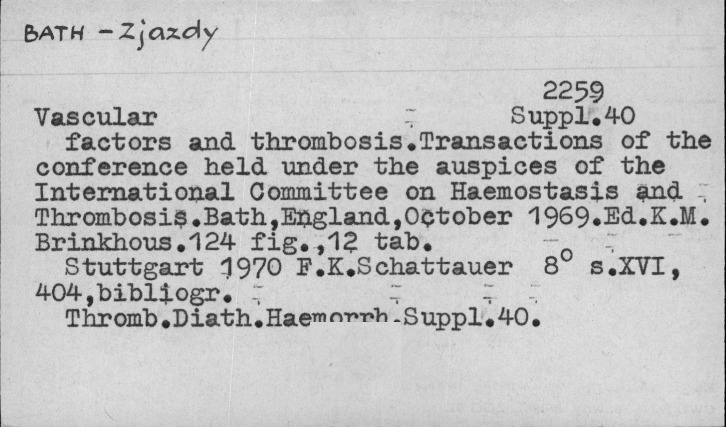 BATH - Zjazdy
2259
Vascular Suppl.40
factors and thrombosis.Transactions of the
conference held under the auspices of the
International Committee on Haemostasis and
Thrombosis.Bath,England,October 1969.Ed.K.M.
Brinkhous.124 fig.,12 tab.
Stuttgart 1970 F.K.Schattauer 8° s.XVI,
404,bibliogr.
Thromb.Diath.Haemorrh.Suppl.40.